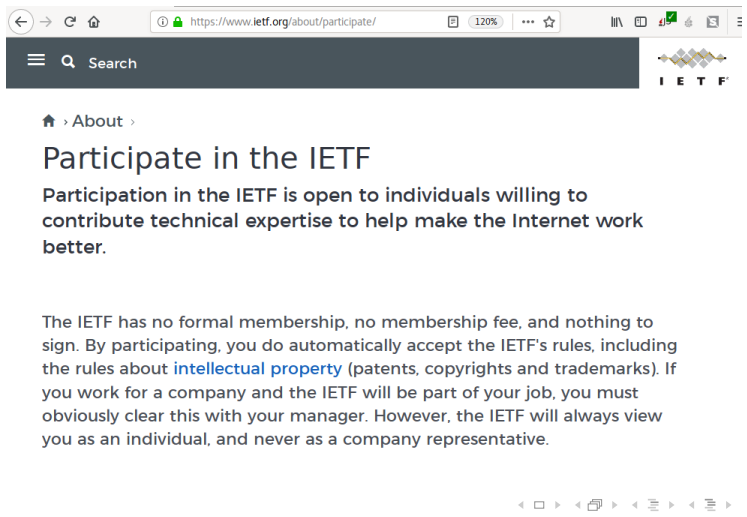 https://www.ietf.org/about/participate/ 120%
Search
I E T F
About
Participate in the IETF
Participation in the IETF is open to individuals willing to
contribute technical expertise to help make the Internet work
better.
The IETF has no formal membership, no membership fee, and nothing to
sign. By participating, you do automatically accept the IETF's rules, including
the rules about intellectual property (patents, copyrights and trademarks). If
you work for a company and the IETF will be part of your job, you must
obviously clear this with your manager. However, the IETF will always view
you as an individual, and never as a company representative.